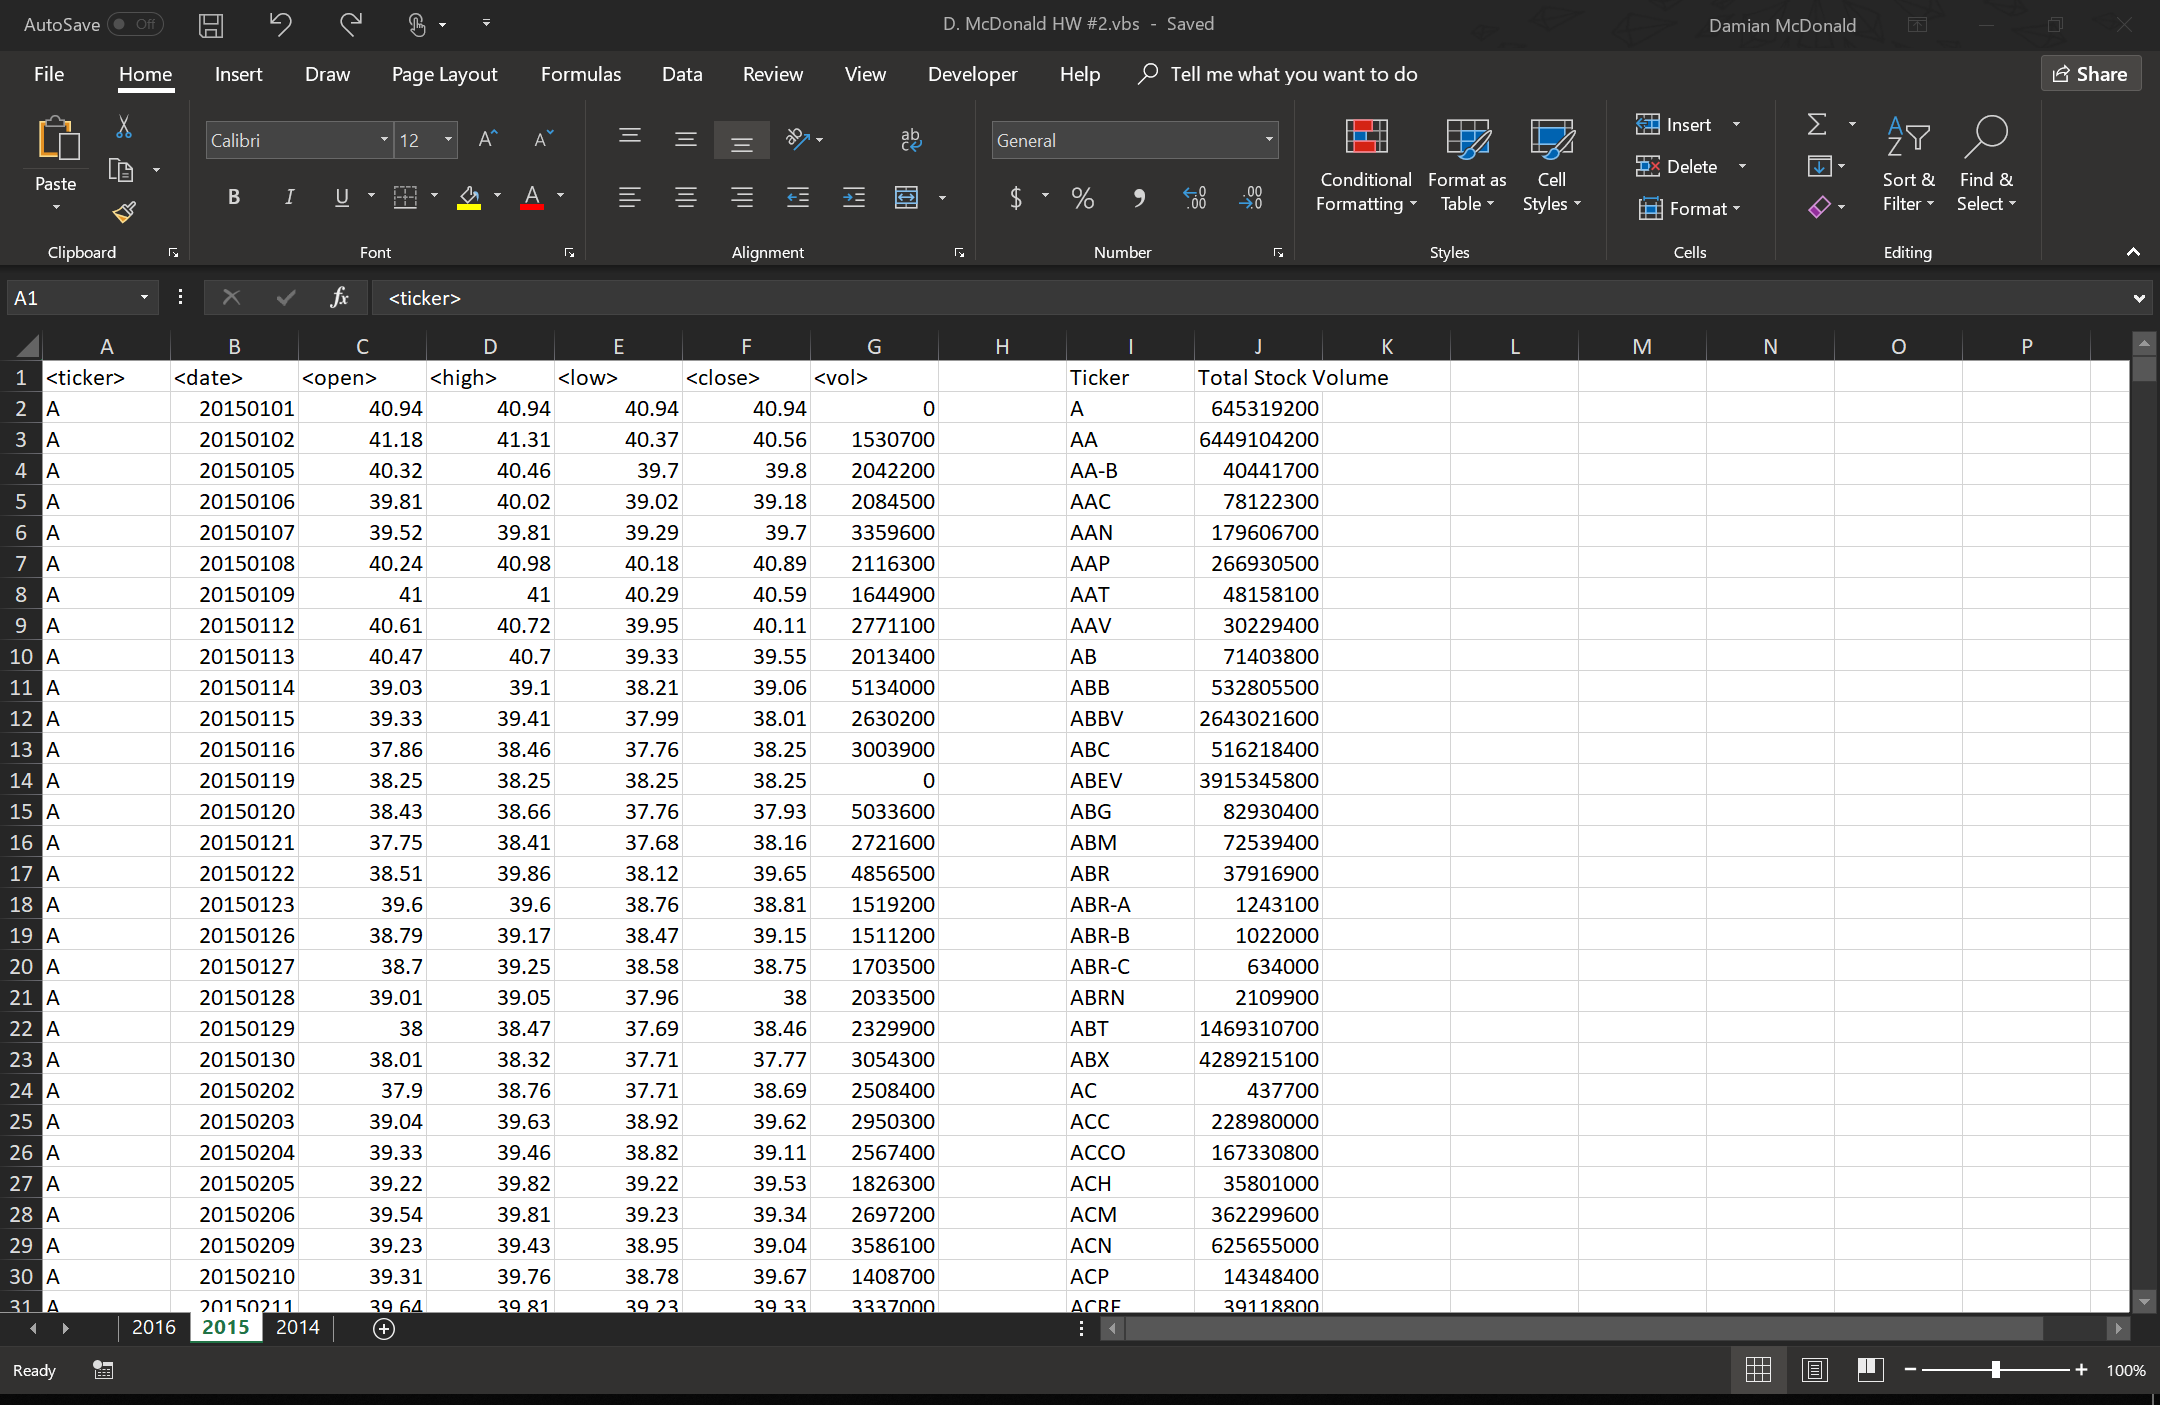 AutoSave Off D. McDonald HW #2.vbs - Saved Damian McDonald
File Home Insert Draw Page Layout Formulas Data Review View Developer Help Tell me what you want to do Share
Paste Calibri 12 General Conditional Formatting Format as Table Cell Styles Insert Delete Format Sort & Filter Find & Select
Clipboard Font Alignment Number Styles Cells Editing
A1 fx <ticker>
A B C D E F G H I J K L M N O P
1 <ticker> <date> <open> <high> <low> <close> <vol> Ticker Total Stock Volume
2 A 20150101 40.94 40.94 40.94 40.94 0 A 645319200
3 A 20150102 41.18 41.31 40.37 40.56 1530700 AA 6449104200
4 A 20150105 40.32 40.46 39.7 39.8 2042200 AA-B 40441700
5 A 20150106 39.81 40.02 39.02 39.18 2084500 AAC 78122300
6 A 20150107 39.52 39.81 39.29 39.7 3359600 AAN 179606700
7 A 20150108 40.24 40.98 40.18 40.89 2116300 AAP 266930500
8 A 20150109 41 41 40.29 40.59 1644900 AAT 48158100
9 A 20150112 40.61 40.72 39.95 40.11 2771100 AAV 30229400
10 A 20150113 40.47 40.7 39.33 39.55 2013400 AB 71403800
11 A 20150114 39.03 39.1 38.21 39.06 5134000 ABB 532805500
12 A 20150115 39.33 39.41 37.99 38.01 2630200 ABBV 2643021600
13 A 20150116 37.86 38.46 37.76 38.25 3003900 ABC 516218400
14 A 20150119 38.25 38.25 38.25 38.25 0 ABEV 3915345800
15 A 20150120 38.43 38.66 37.76 37.93 5033600 ABG 82930400
16 A 20150121 37.75 38.41 37.68 38.16 2721600 ABM 72539400
17 A 20150122 38.51 39.86 38.12 39.65 4856500 ABR 37916900
18 A 20150123 39.6 39.6 38.76 38.81 1519200 ABR-A 1243100
19 A 20150126 38.79 39.17 38.47 39.15 1511200 ABR-B 1022000
20 A 20150127 38.7 39.25 38.58 38.75 1703500 ABR-C 634000
21 A 20150128 39.01 39.05 37.96 38 2033500 ABRN 2109900
22 A 20150129 38 38.47 37.69 38.46 2329900 ABT 1469310700
23 A 20150130 38.01 38.32 37.71 37.77 3054300 ABX 4289215100
24 A 20150202 37.9 38.76 37.71 38.69 2508400 AC 437700
25 A 20150203 39.04 39.63 38.92 39.62 2950300 ACC 228980000
26 A 20150204 39.33 39.46 38.82 39.11 2567400 ACCO 167330800
27 A 20150205 39.22 39.82 39.22 39.53 1826300 ACH 35801000
28 A 20150206 39.54 39.81 39.23 39.34 2697200 ACM 362299600
29 A 20150209 39.23 39.43 38.95 39.04 3586100 ACN 625655000
30 A 20150210 39.31 39.76 38.78 39.67 1408700 ACP 14348400
31 A 20150211 39.64 39.81 39.23 39.33 3337000 ACRE 39118800
2016 2015 2014
Ready 100%